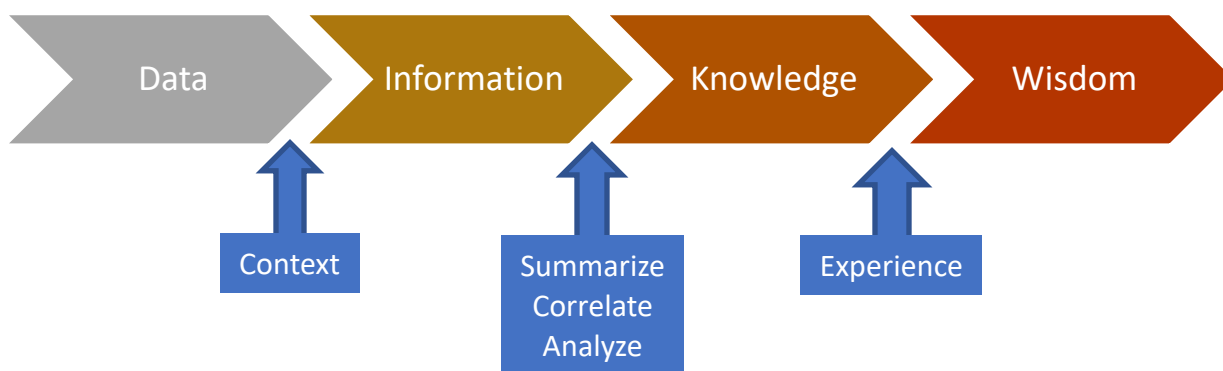 Data
Information
Knowledge
Wisdom
Context
Summarize
Correlate
Analyze
Experience